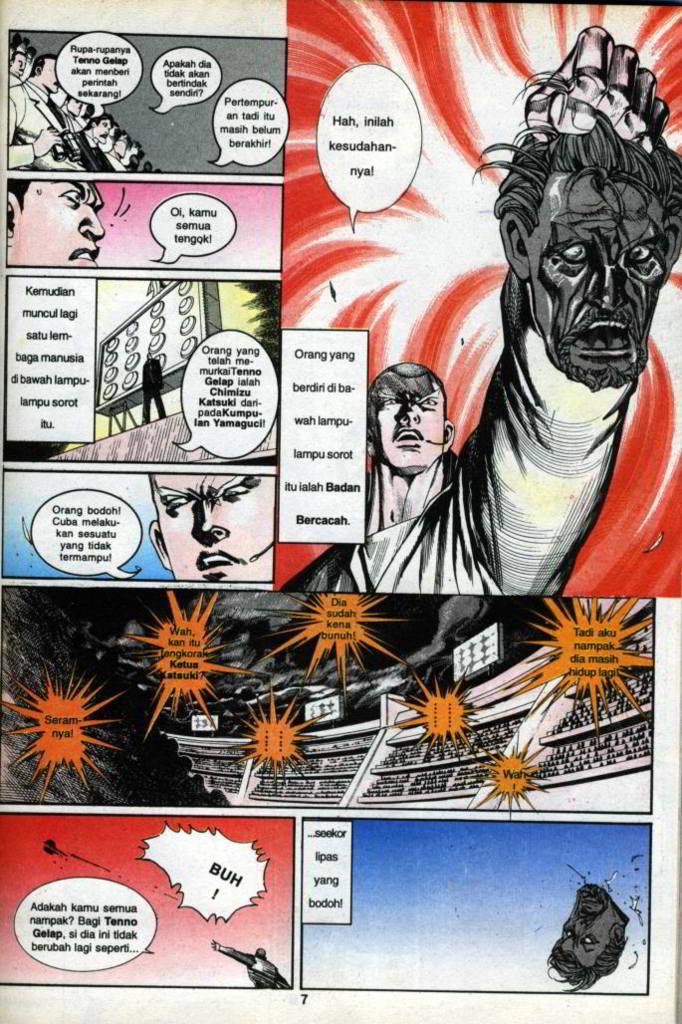 Rupa-rupanya
Tenno Gelap
akan menberi
perintah
sekarang!
Apakah dia
tidak akan
bertindak
sendiri?
Pertempur-
an tadi itu
masih belum
berakhir!
Oi, kamu
semua
tengok!
Kemudian
muncul lagi
satu lem-
baga manusia
di bawah lampu-
lampu sorot
itu.
Orang yang
telah me-
murkaiTenno
Gelap ialah
Chimizu
Katsuki dari-
padaKumpu-
lan Yamaguci!
Orang bodoh!
Cuba melaku-
kan sesuatu
yang tidak
termampu!
Hah, inilah
kesudahan-
nya!
Orang yang
berdiri di ba-
wah lampu-
lampu sorot
itu ialah Badan
Bercacah.
Seram-
nya!
Wah,
kan itu
tengkorak
Ketua
Katsuki?
Dia
sudah
kena
bunuh!
Tadi aku
nampak
dia masih
hidup lagi!
Wah
!
BUH
!
Adakah kamu semua
nampak? Bagi Tenno
Gelap, si dia ini tidak
berubah lagi seperti...
...seekor
lipas
yang
bodoh!
7